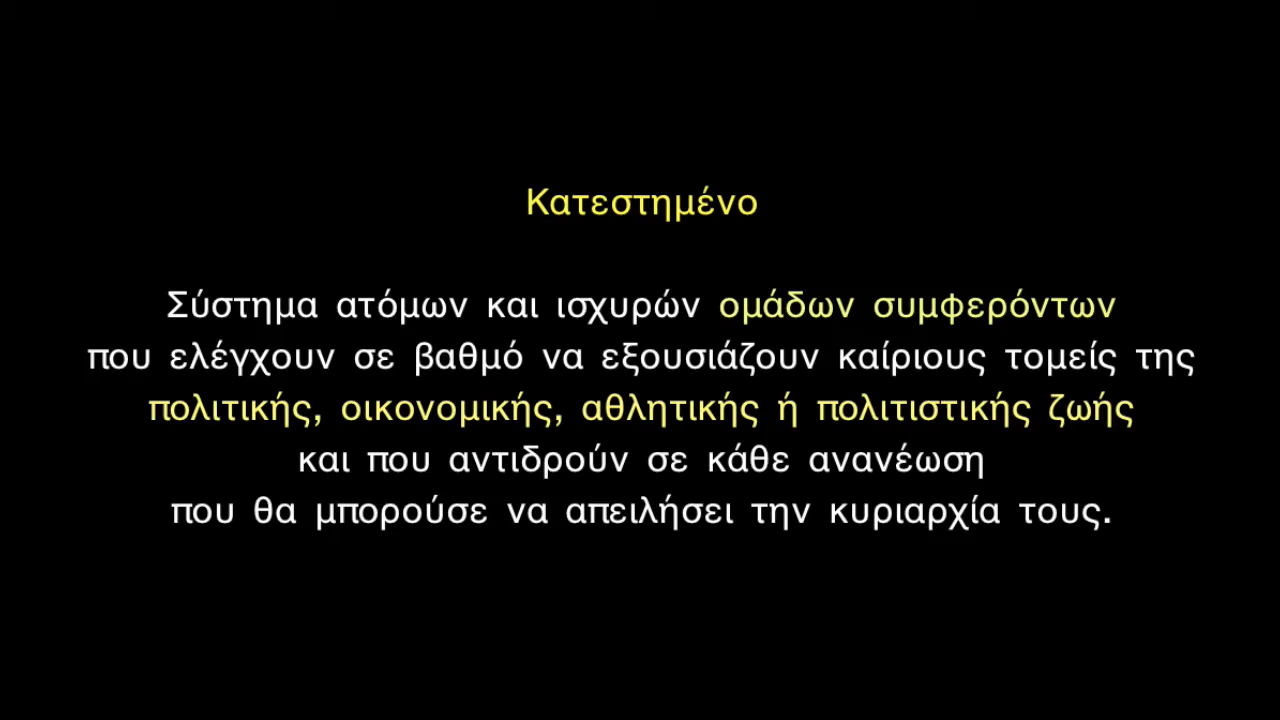 Κατεστημένο
Σύστημα ατόμων και ισχυρών ομάδων συμφερόντων
που ελέγχουν σε βαθμό να εξουσιάζουν καίριους τομείς της
πολιτικής, οικονομικής, αθλητικής ή πολιτιστικής ζωής
και που αντιδρούν σε κάθε ανανέωση
που θα μπορούσε να απειλήσει την κυριαρχία τους.